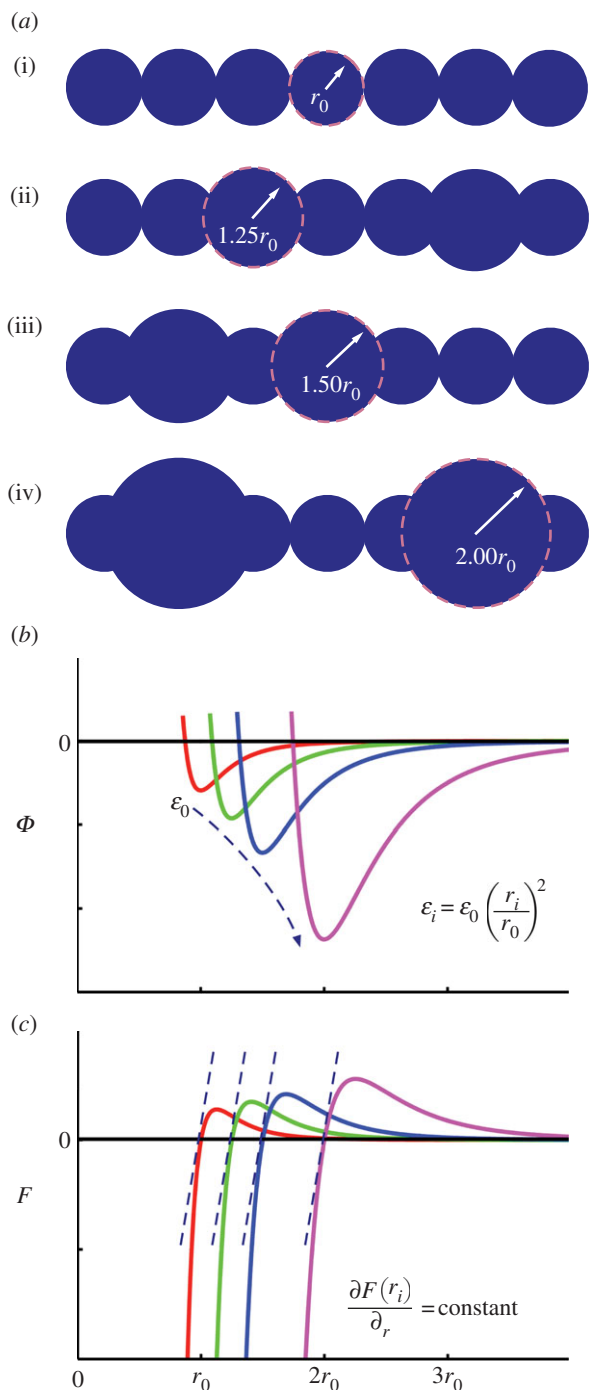 (a)
(i)
r₀
(ii)
1.25r₀
(iii)
1.50r₀
(iv)
2.00r₀
(b)
0
ε₀
Φ
εᵢ = ε₀ (rᵢ/r₀)²
(c)
0
F
∂F(rᵢ)/∂ᵣ = constant
0 r₀ 2r₀ 3r₀